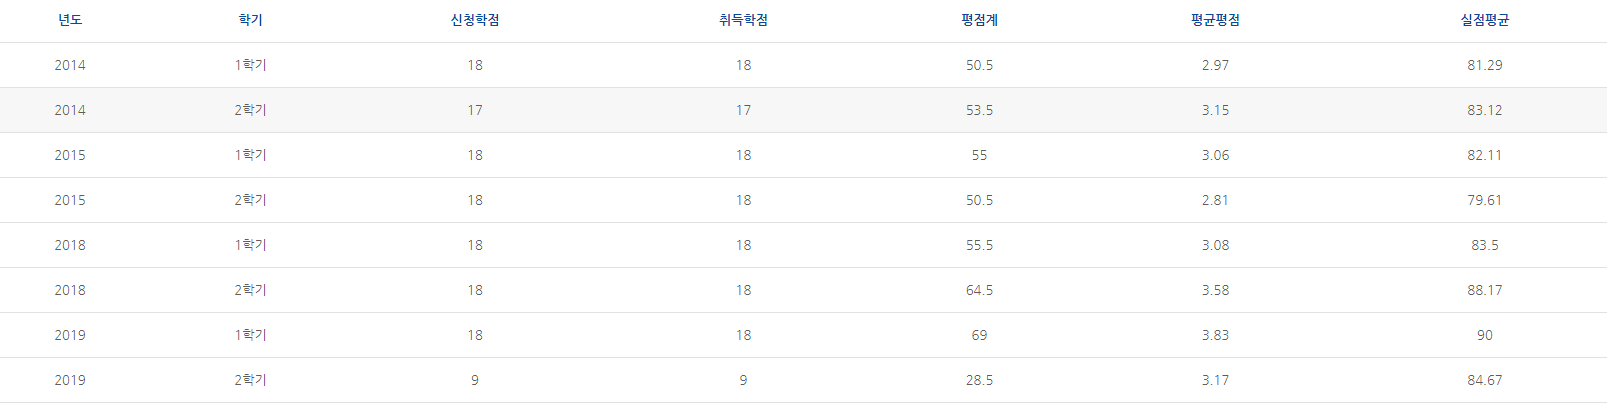 년도 학기 신청학점 취득학점 평점계 평균평점 실점평균
2014 1학기 18 18 50.5 2.97 81.29
2014 2학기 17 17 53.5 3.15 83.12
2015 1학기 18 18 55 3.06 82.11
2015 2학기 18 18 50.5 2.81 79.61
2018 1학기 18 18 55.5 3.08 83.5
2018 2학기 18 18 64.5 3.58 88.17
2019 1학기 18 18 69 3.83 90
2019 2학기 9 9 28.5 3.17 84.67